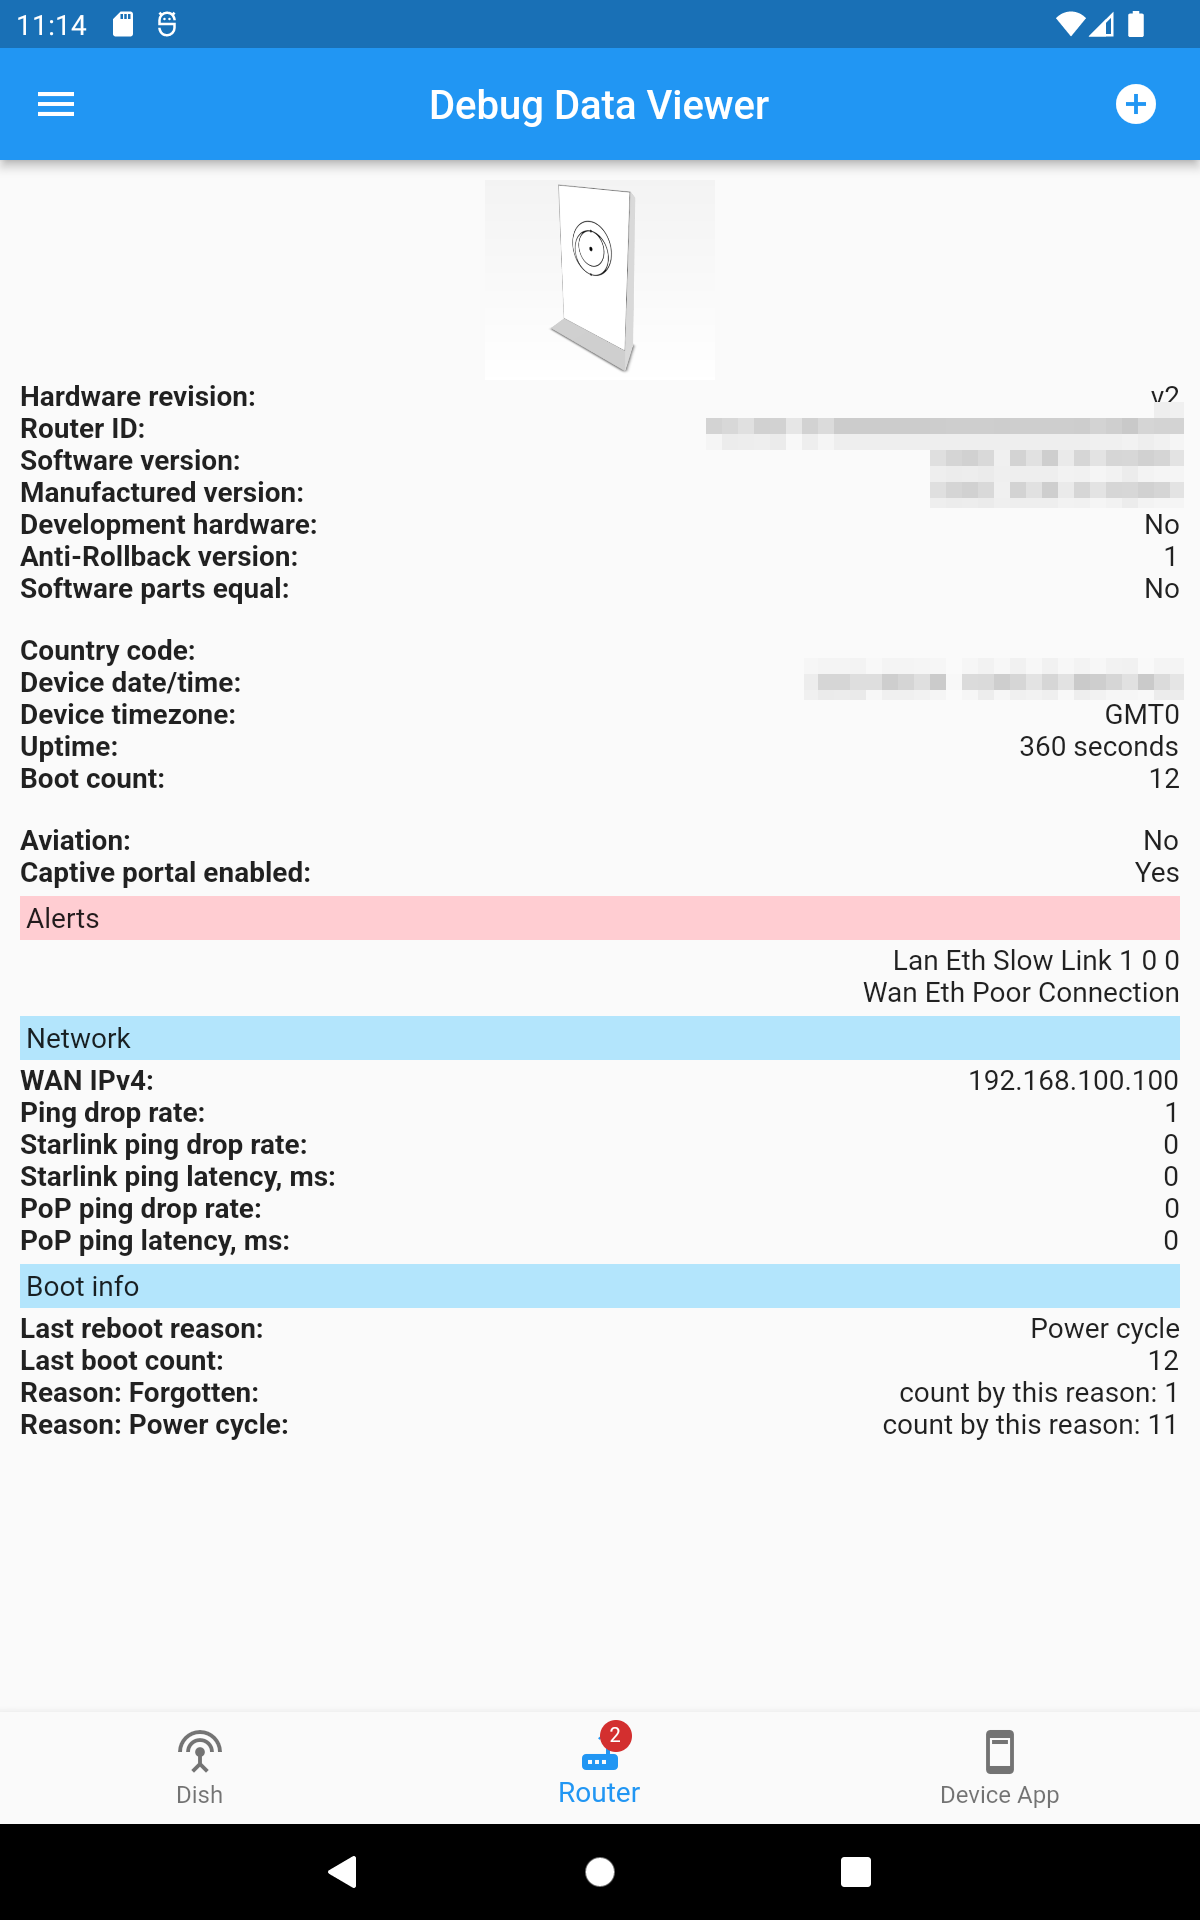 11:14
Debug Data Viewer
Hardware revision: v2
Router ID:
Software version:
Manufactured version:
Development hardware: No
Anti-Rollback version: 1
Software parts equal: No
Country code:
Device date/time:
Device timezone: GMT0
Uptime: 360 seconds
Boot count: 12
Aviation: No
Captive portal enabled: Yes
Alerts
Lan Eth Slow Link 1 0 0
Wan Eth Poor Connection
Network
WAN IPv4: 192.168.100.100
Ping drop rate: 1
Starlink ping drop rate: 0
Starlink ping latency, ms: 0
PoP ping drop rate: 0
PoP ping latency, ms: 0
Boot info
Last reboot reason: Power cycle
Last boot count: 12
Reason: Forgotten: count by this reason: 1
Reason: Power cycle: count by this reason: 11
2
Dish Router Device App